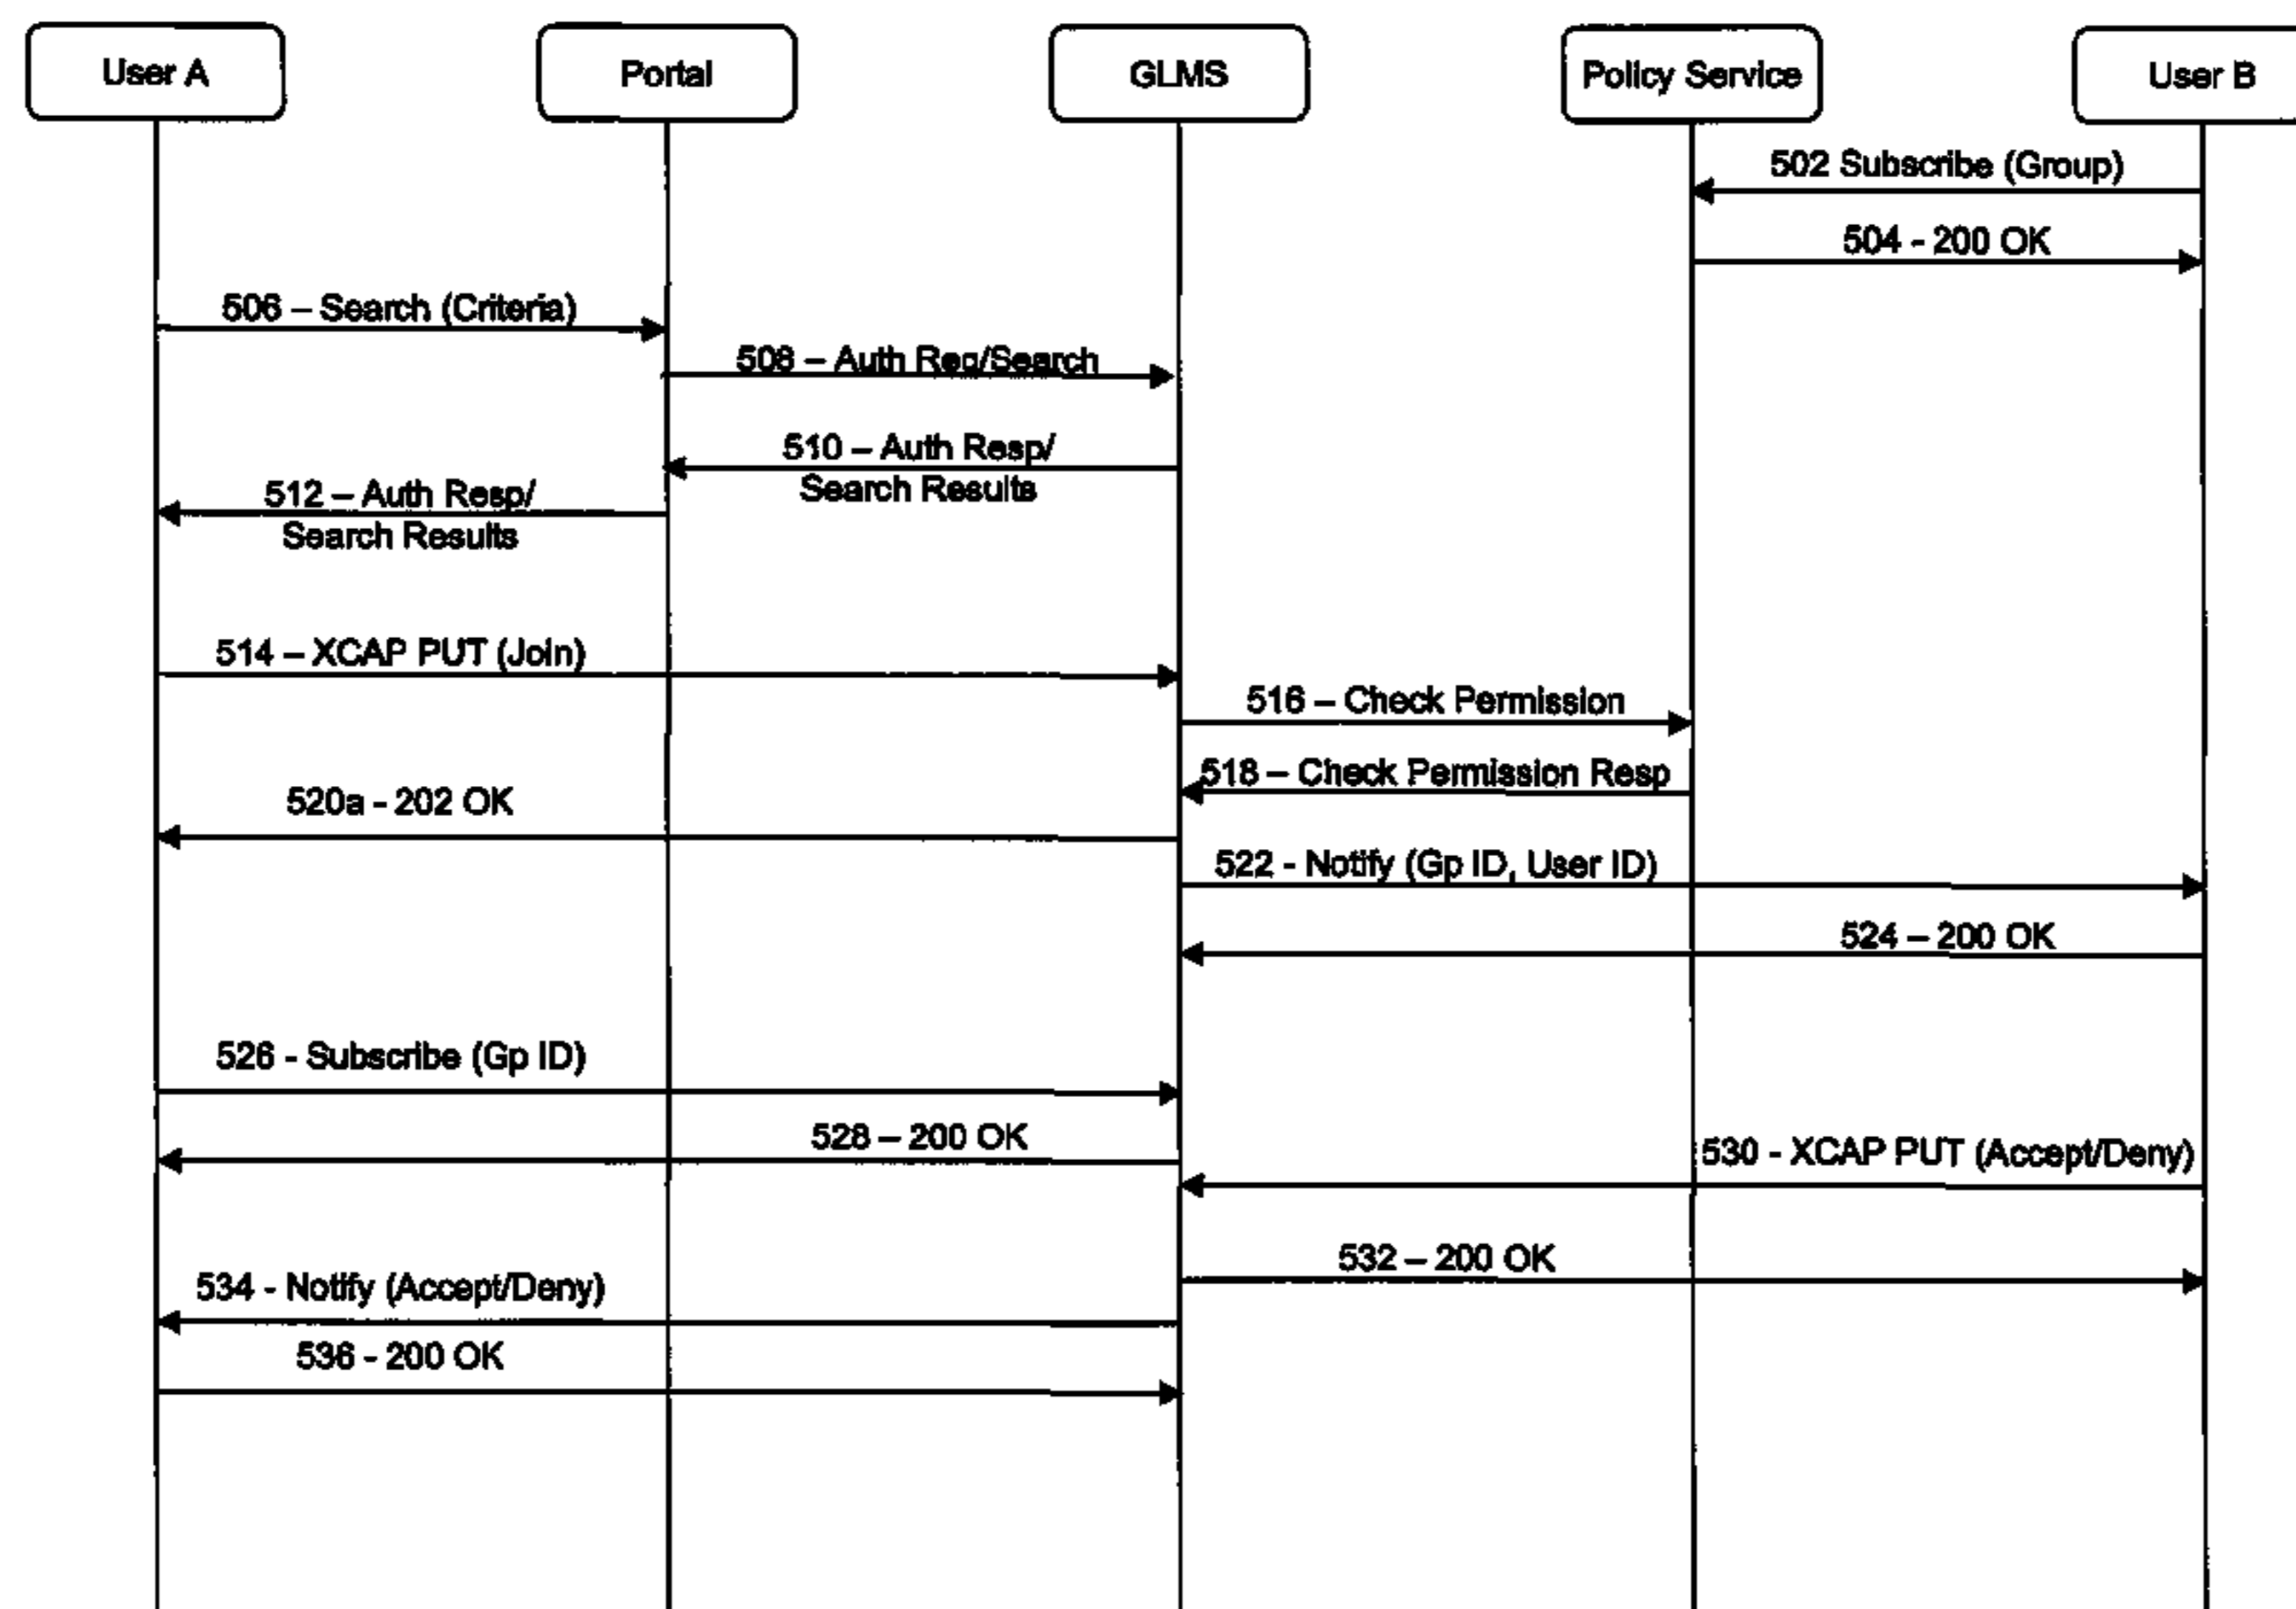 User A
Portal
GLMS
Policy Service
User B
502 Subscribe (Group)
504 - 200 OK
506 – Search (Criteria)
508 – Auth Req/Search
510 – Auth Resp/
Search Results
512 – Auth Resp/
Search Results
514 – XCAP PUT (Join)
516 – Check Permission
518 – Check Permission Resp
520a - 202 OK
522 - Notify (Gp ID, User ID)
524 – 200 OK
526 - Subscribe (Gp ID)
528 – 200 OK
530 - XCAP PUT (Accept/Deny)
532 – 200 OK
534 - Notify (Accept/Deny)
536 - 200 OK